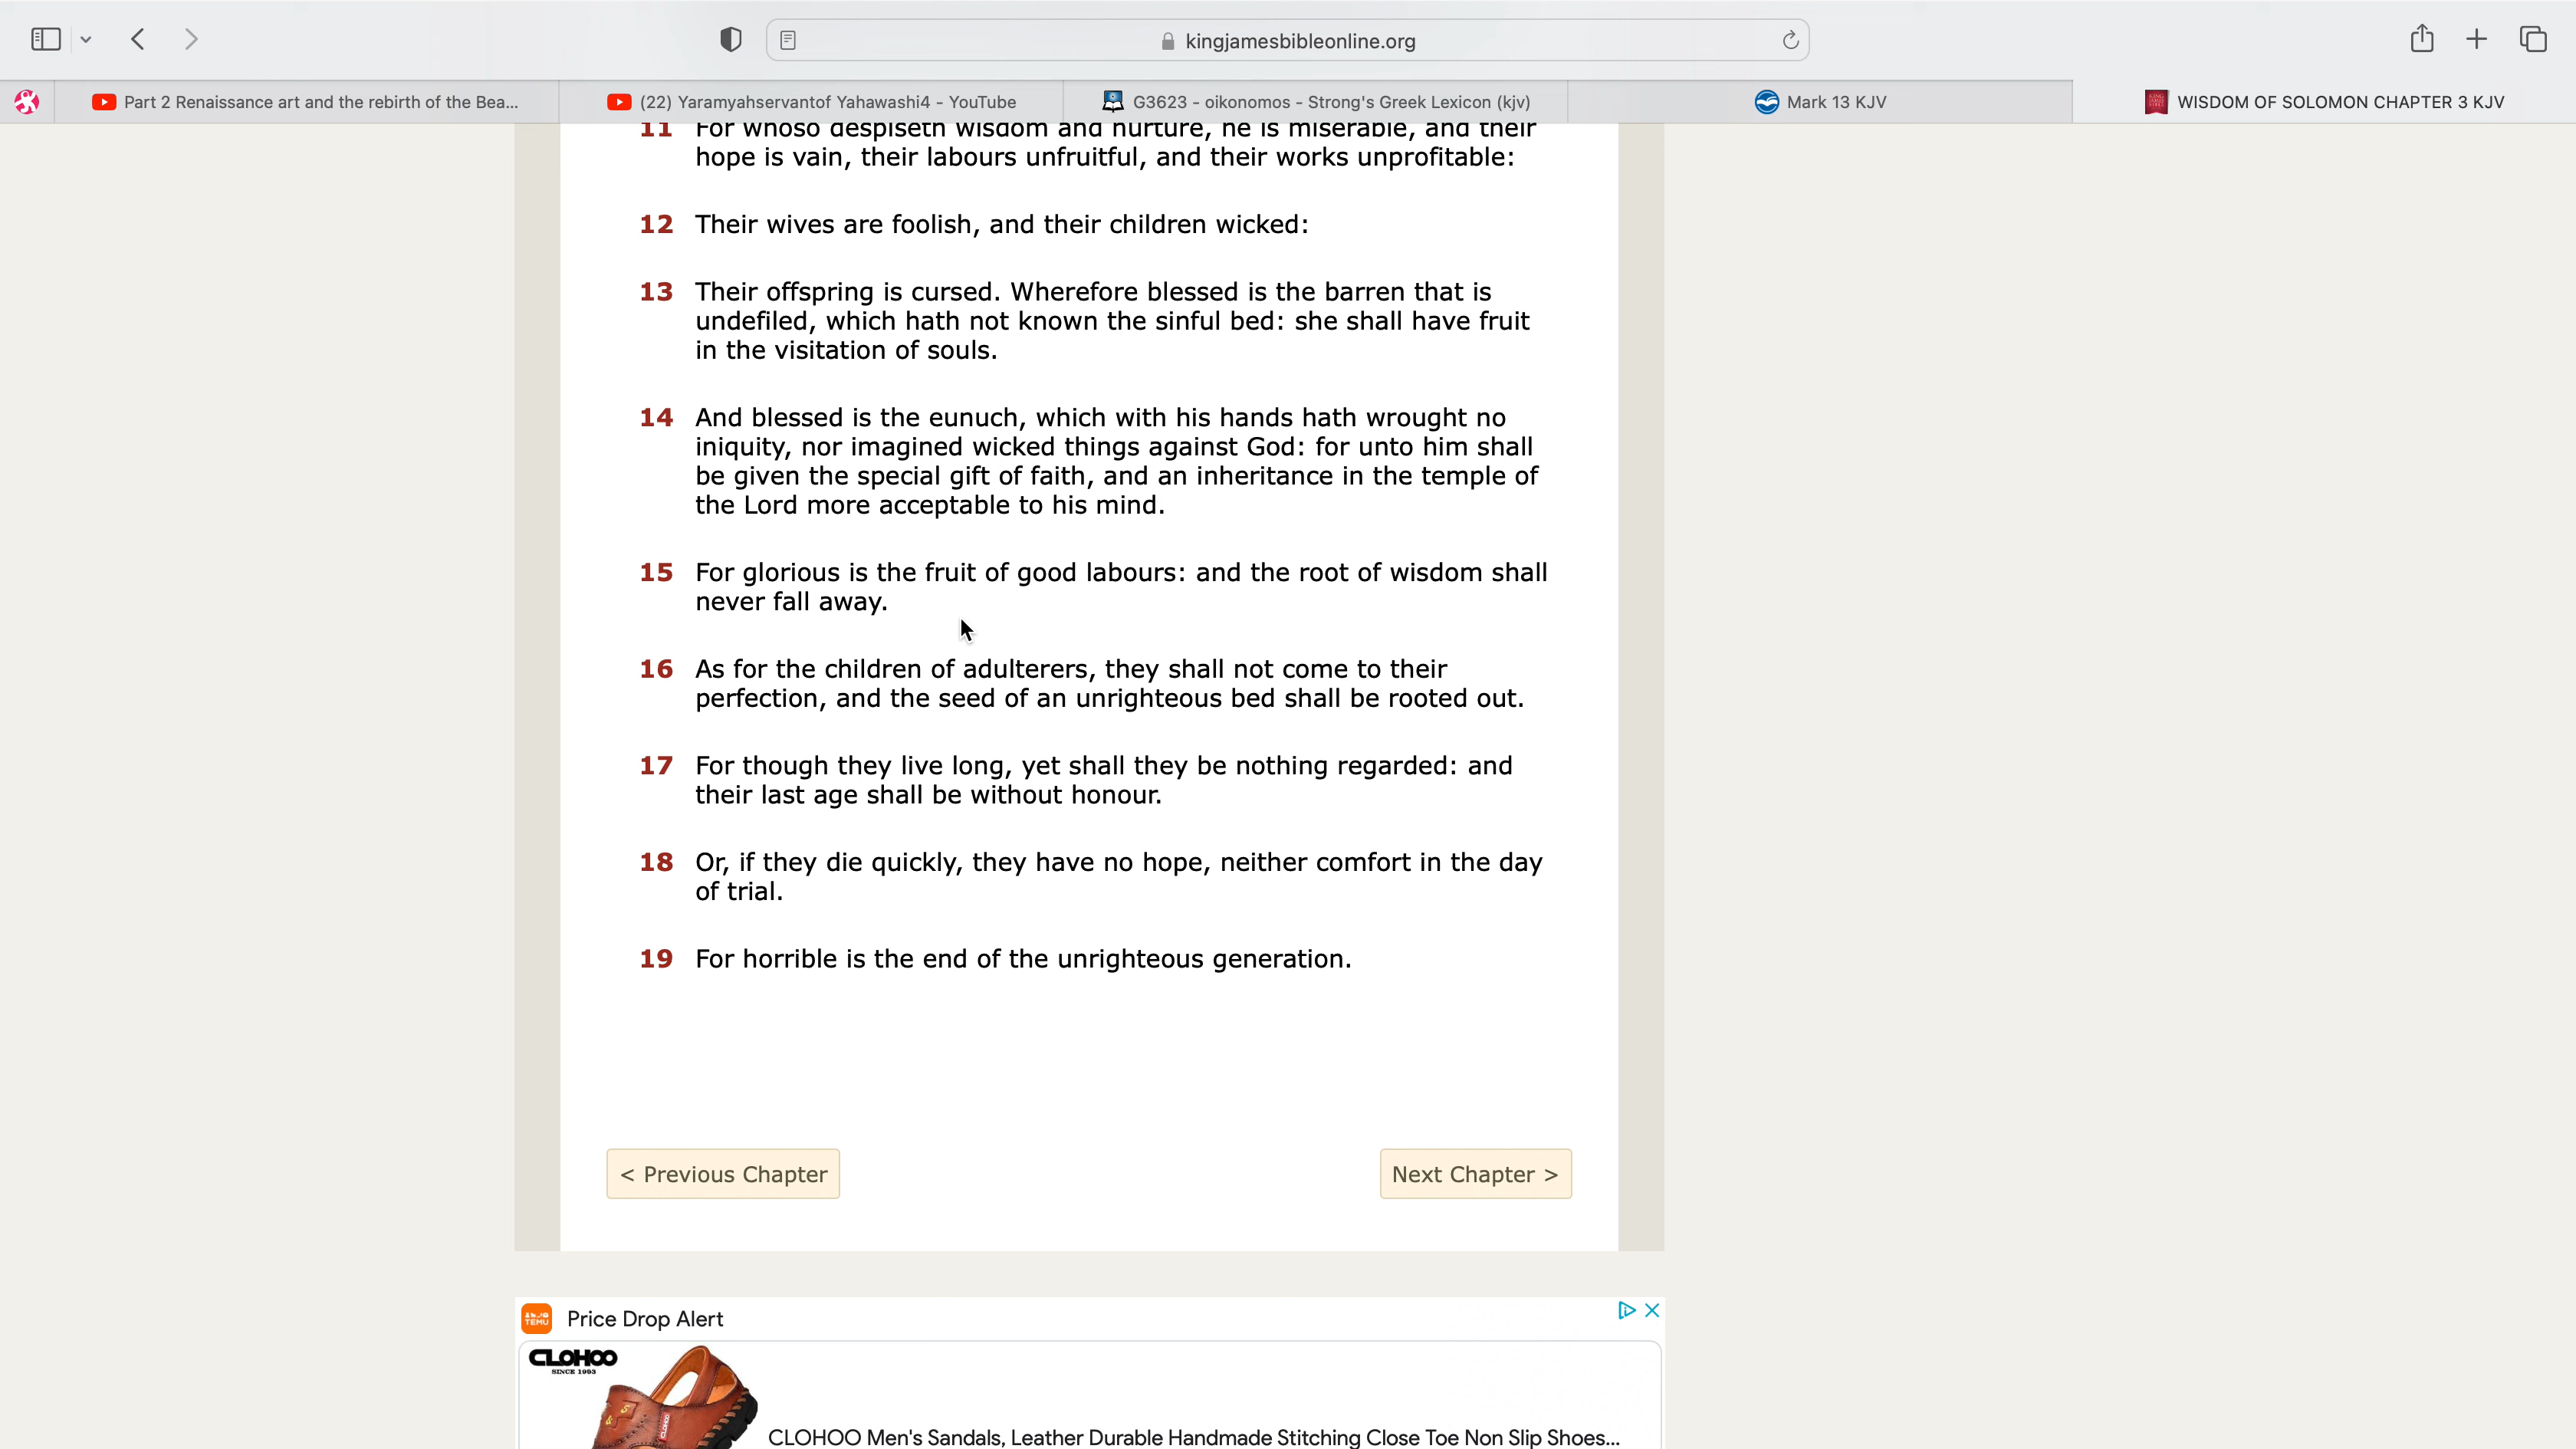 kingjamesbibleonline.org
Part 2 Renaissance art and the rebirth of the Bea...
(22) Yaramyahservantof Yahawashi4 - YouTube
G3623 - oikonomos - Strong's Greek Lexicon (kjv)
Mark 13 KJV
WISDOM OF SOLOMON CHAPTER 3 KJV
11 For whoso despiseth wisdom and nurture, he is miserable, and their
hope is vain, their labours unfruitful, and their works unprofitable:
12 Their wives are foolish, and their children wicked:
13 Their offspring is cursed. Wherefore blessed is the barren that is
undefiled, which hath not known the sinful bed: she shall have fruit
in the visitation of souls.
14 And blessed is the eunuch, which with his hands hath wrought no
iniquity, nor imagined wicked things against God: for unto him shall
be given the special gift of faith, and an inheritance in the temple of
the Lord more acceptable to his mind.
15 For glorious is the fruit of good labours: and the root of wisdom shall
never fall away.
16 As for the children of adulterers, they shall not come to their
perfection, and the seed of an unrighteous bed shall be rooted out.
17 For though they live long, yet shall they be nothing regarded: and
their last age shall be without honour.
18 Or, if they die quickly, they have no hope, neither comfort in the day
of trial.
19 For horrible is the end of the unrighteous generation.
< Previous Chapter
Next Chapter >
TEMU
Price Drop Alert
CLOHOO
SINCE 1993
CLOHOO Men's Sandals, Leather Durable Handmade Stitching Close Toe Non Slip Shoes...